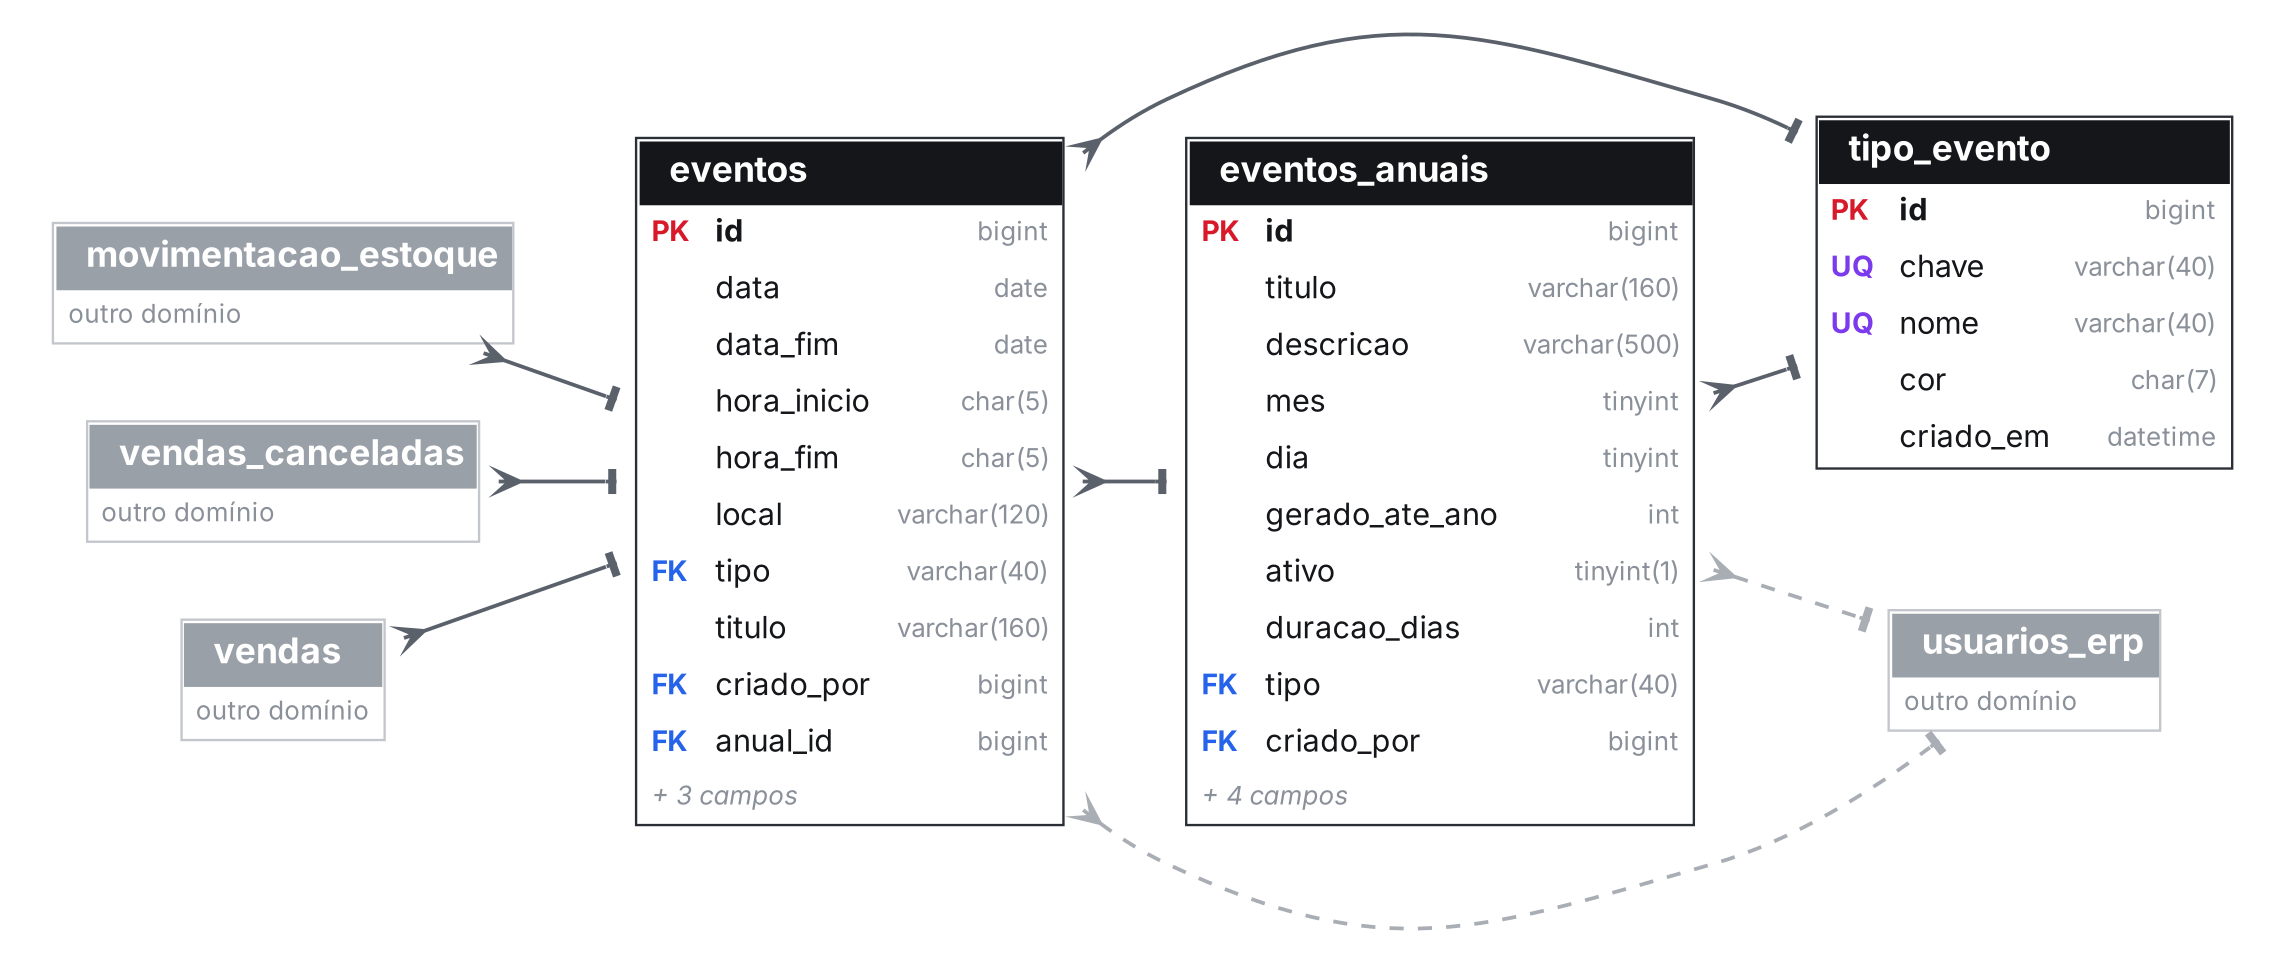 movimentacao_estoque
outro domínio
vendas_canceladas
outro domínio
vendas
outro domínio
eventos
PK id bigint
data date
data_fim date
hora_inicio char(5)
hora_fim char(5)
local varchar(120)
FK tipo varchar(40)
titulo varchar(160)
FK criado_por bigint
FK anual_id bigint
+ 3 campos
eventos_anuais
PK id bigint
titulo varchar(160)
descricao varchar(500)
mes tinyint
dia tinyint
gerado_ate_ano int
ativo tinyint(1)
duracao_dias int
FK tipo varchar(40)
FK criado_por bigint
+ 4 campos
tipo_evento
PK id bigint
UQ chave varchar(40)
UQ nome varchar(40)
cor char(7)
criado_em datetime
usuarios_erp
outro domínio